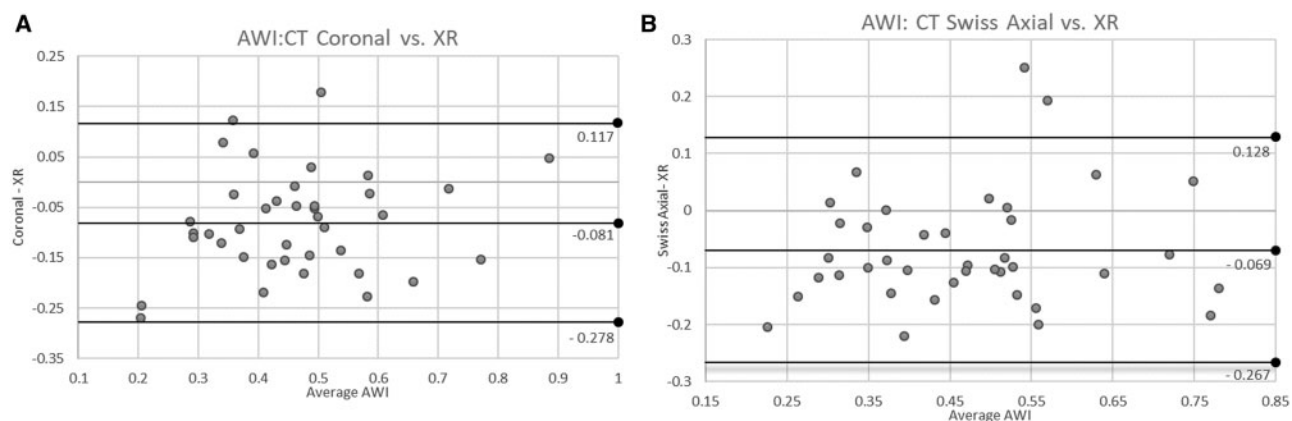 A
AWI:CT Coronal vs. XR
0.25
0.15
0.05
-0.05
-0.15
-0.25
-0.35
Coronal - XR
0.117
-0.081
- 0.278
0.1 0.2 0.3 0.4 0.5 0.6 0.7 0.8 0.9 1
Average AWI
B
AWI: CT Swiss Axial vs. XR
0.3
0.2
0.1
0
-0.1
-0.2
-0.3
Swiss Axial- XR
0.128
-0.069
- 0.267
0.15 0.25 0.35 0.45 0.55 0.65 0.75 0.85
Average AWI